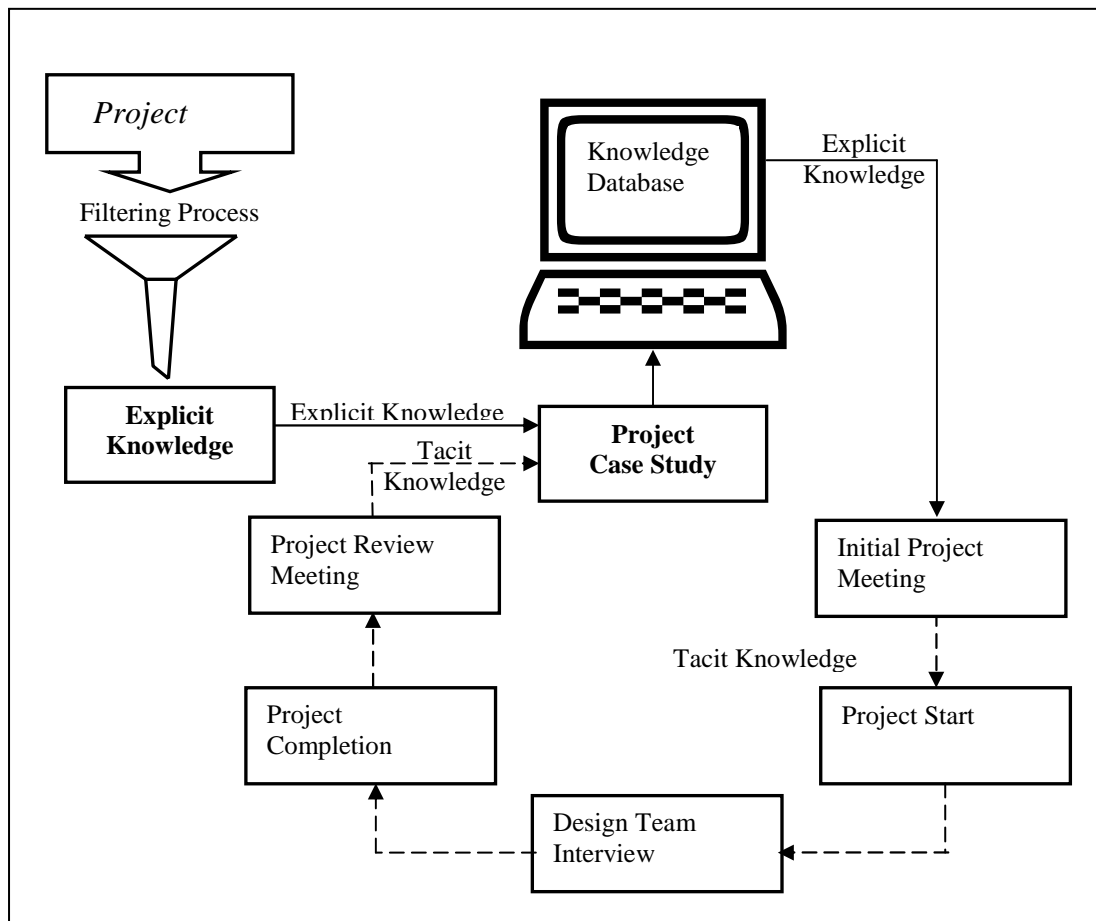 Project
Filtering Process
Explicit
Knowledge
Explicit Knowledge
Tacit
Knowledge
Project
Case Study
Knowledge
Database
Explicit
Knowledge
Initial Project
Meeting
Tacit Knowledge
Project Start
Design Team
Interview
Project
Completion
Project Review
Meeting